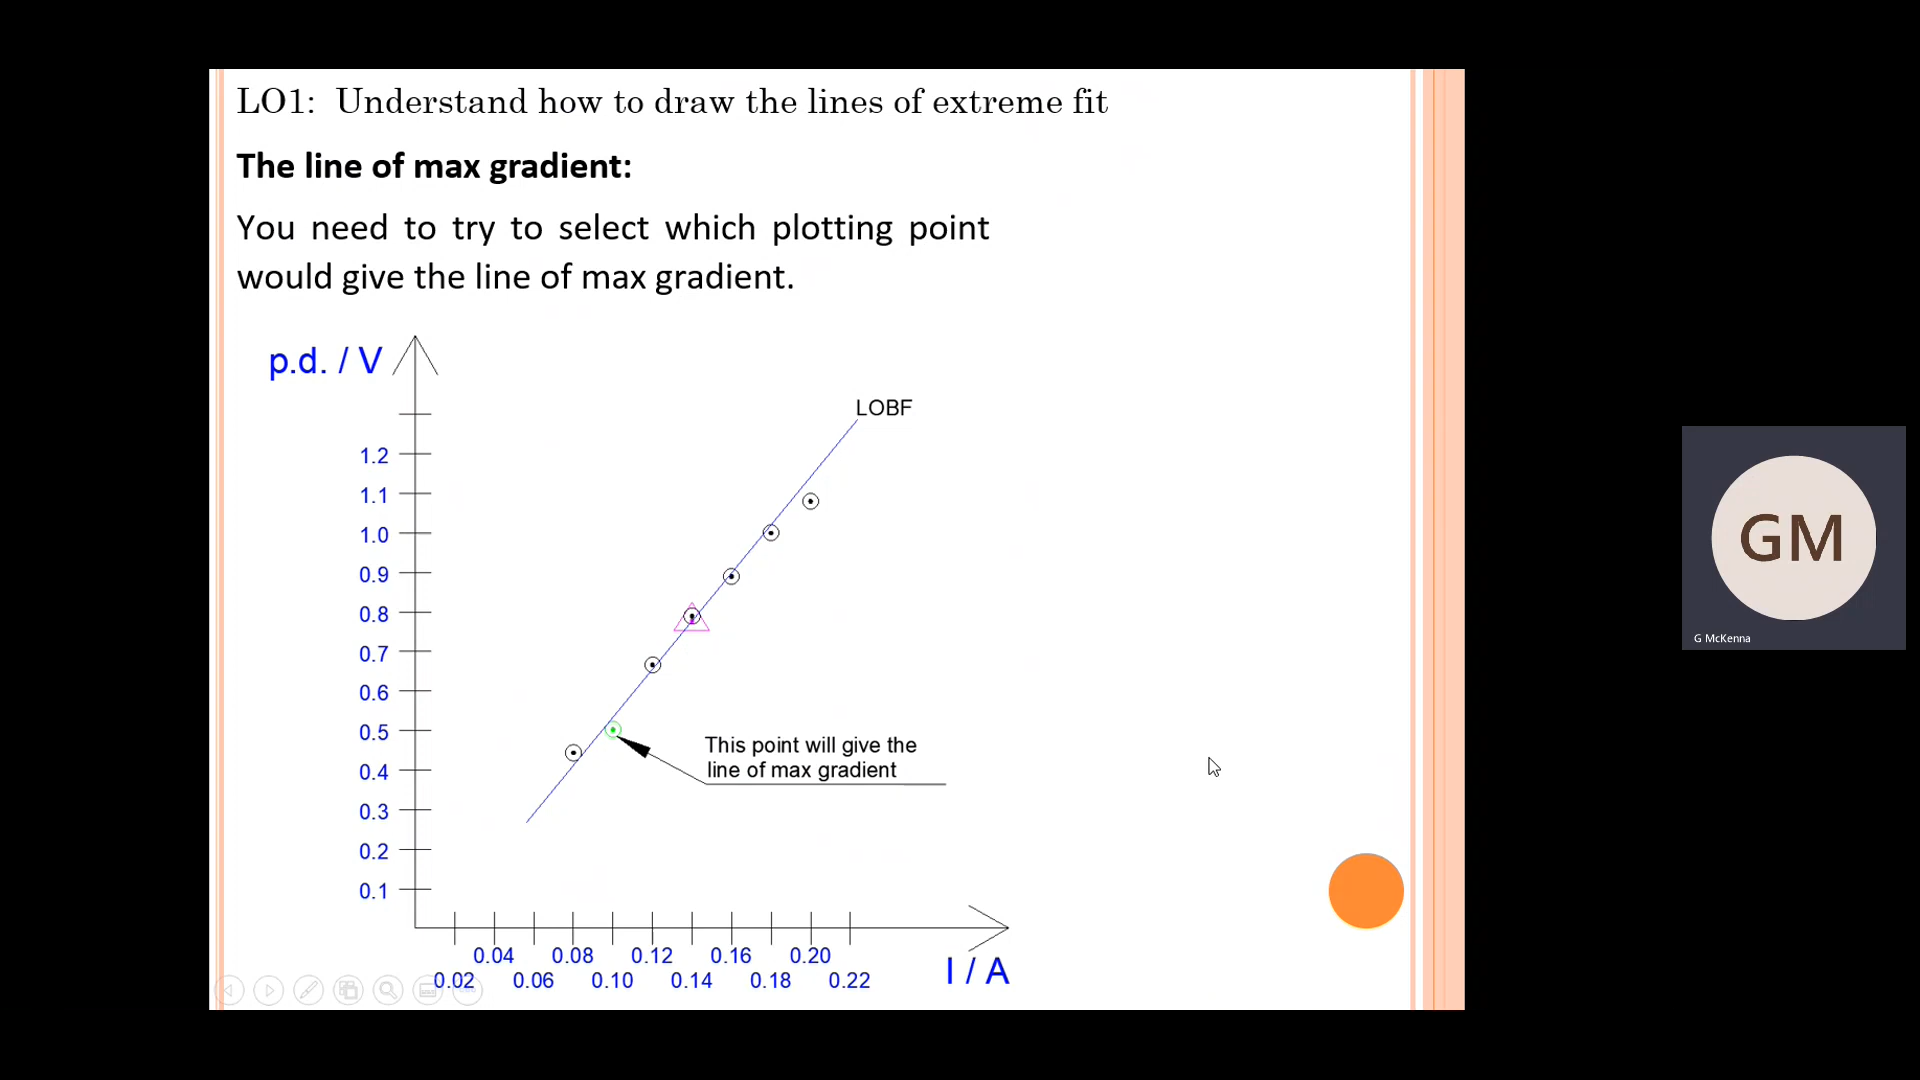 LO1: Understand how to draw the lines of extreme fit
The line of max gradient:
You need to try to select which plotting point
would give the line of max gradient.
p.d. / V
LOBF
1.2
1.1
1.0
0.9
0.8
0.7
0.6
0.5
0.4
0.3
0.2
0.1
This point will give the
line of max gradient
0.04 0.08 0.12 0.16 0.20
0.02 0.06 0.10 0.14 0.18 0.22
I / A
GM
G McKenna